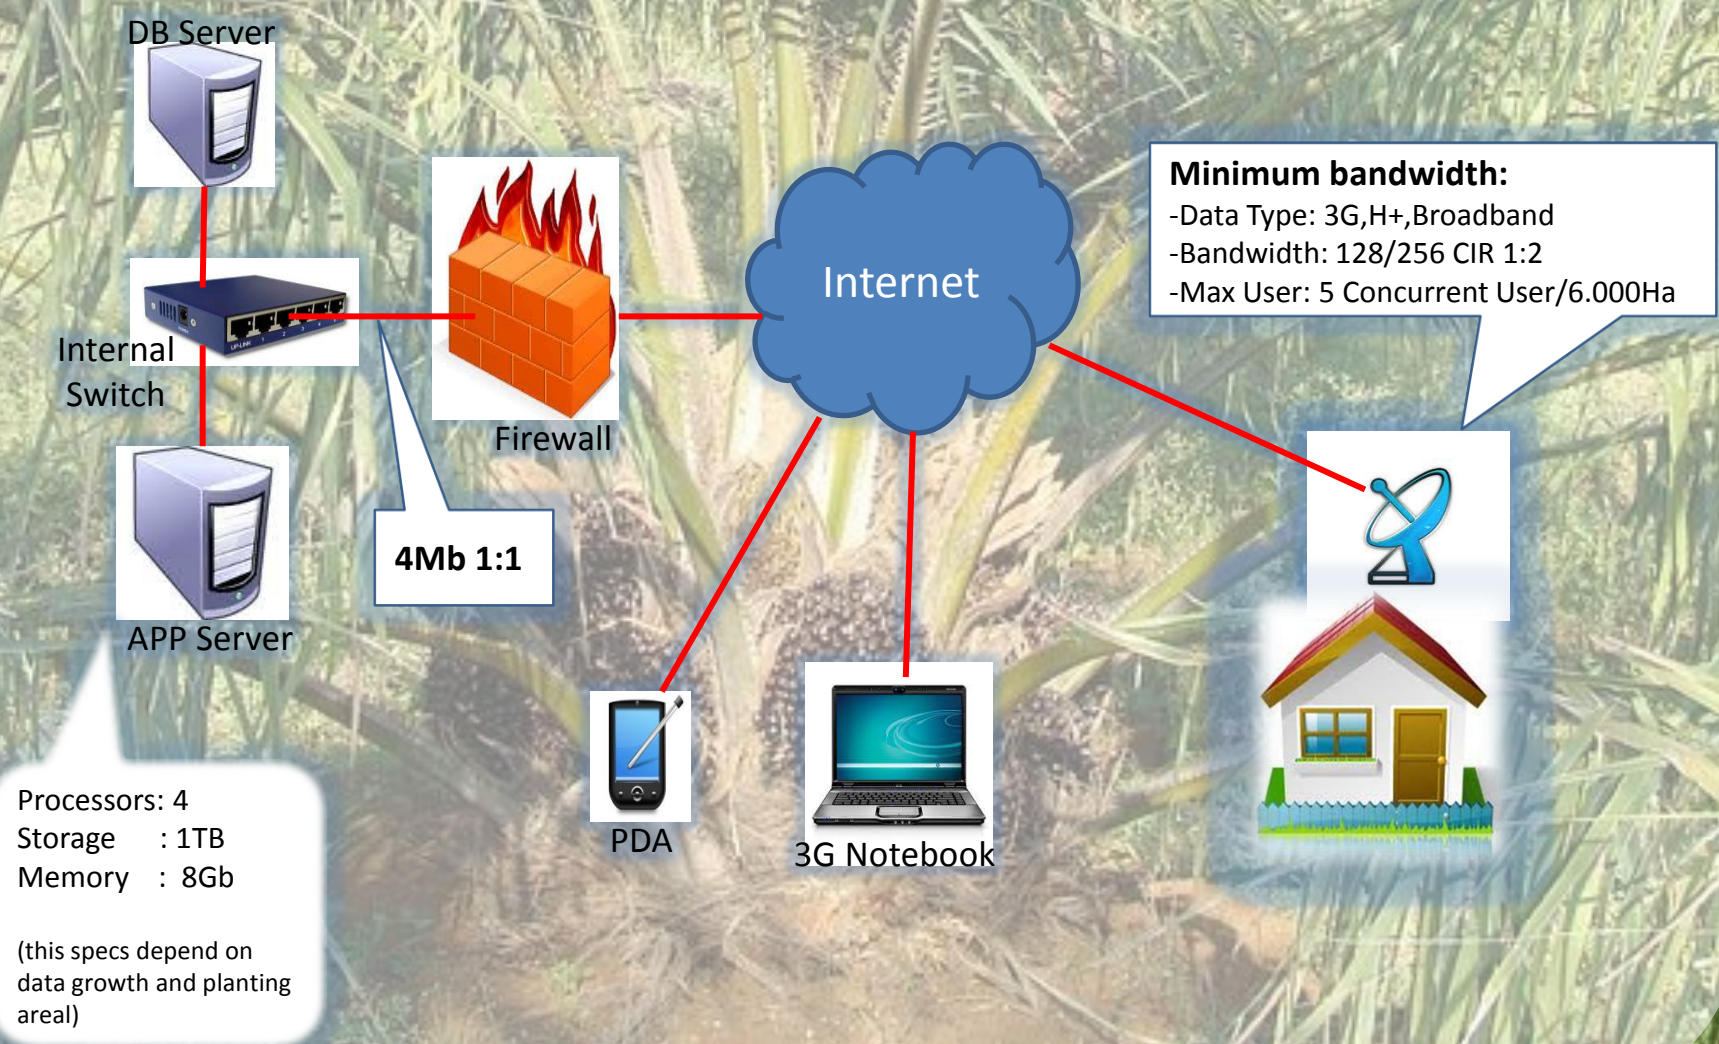 DB Server
Internal
Switch
APP Server
Firewall
4Mb 1:1
Internet
Minimum bandwidth:
-Data Type: 3G,H+,Broadband
-Bandwidth: 128/256 CIR 1:2
-Max User: 5 Concurrent User/6.000Ha
PDA
3G Notebook
Processors: 4
Storage : 1TB
Memory : 8Gb
(this specs depend on
data growth and planting
areal)